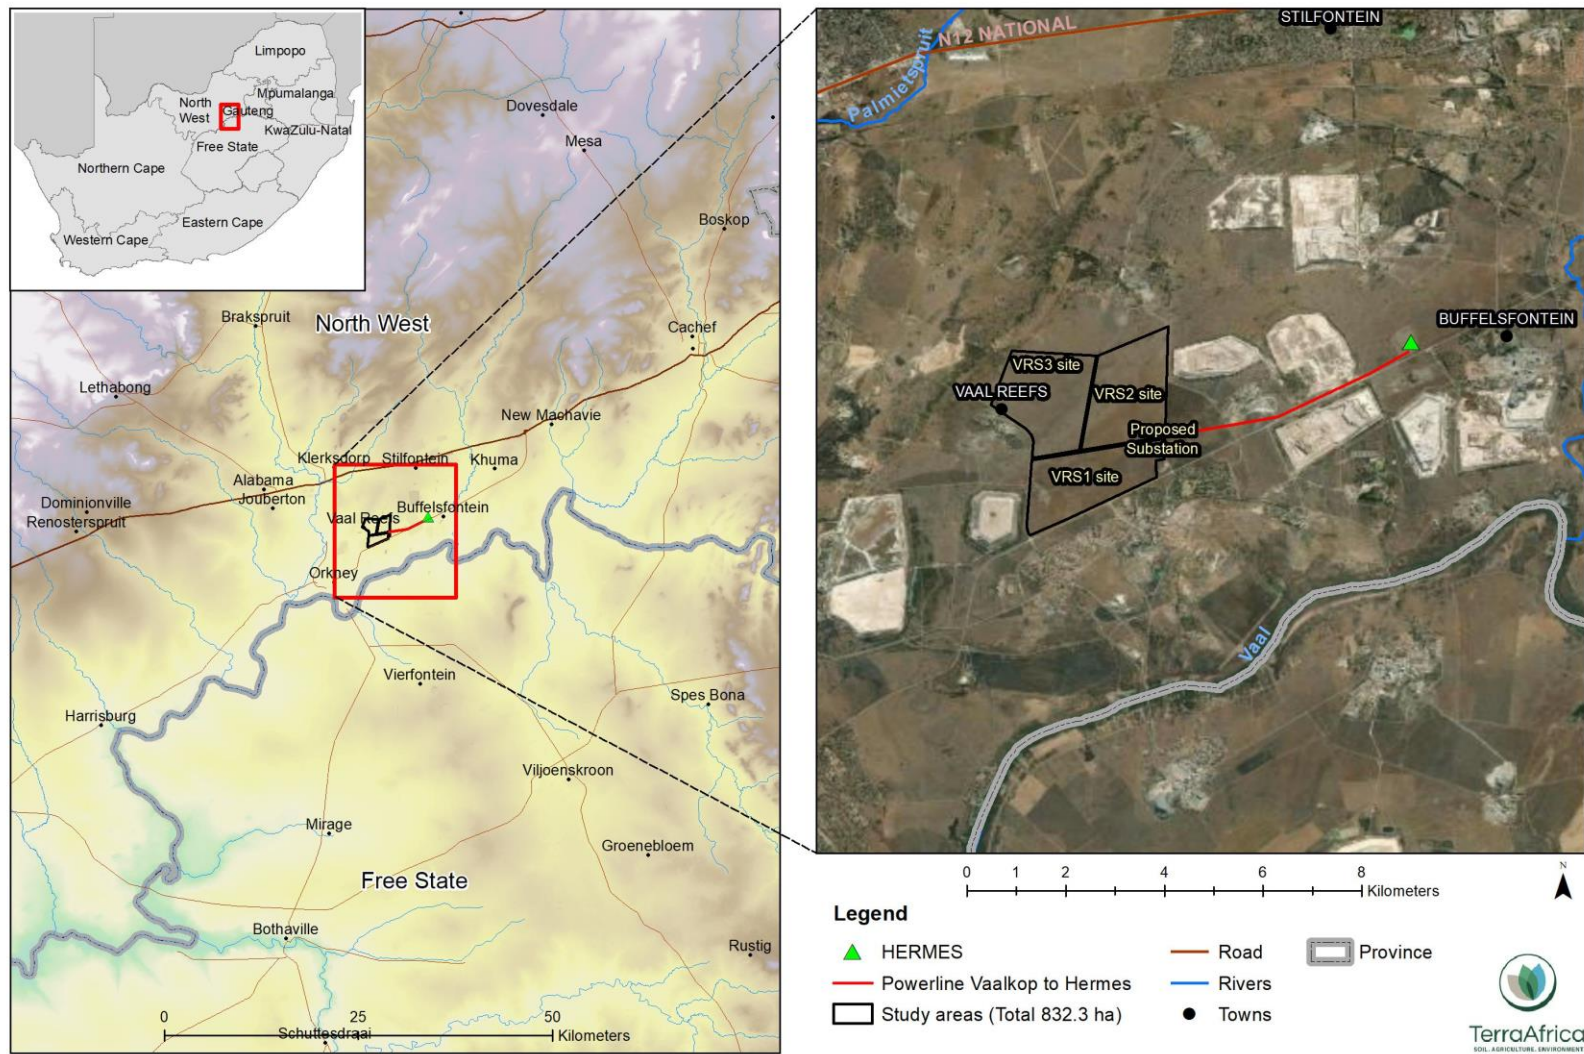 Limpopo
Mpumalanga
North
West
Gauteng
KwaZulu-Natal
Free State
Northern Cape
Eastern Cape
Western Cape
Dovesdale
Mesa
Boskop
Brakspruit
North West
Cachef
Lethabong
New Machavie
Klerksdorp
Stilfontein
Khuma
Alabama
Jouberton
Dominionville
Renosterspruit
Buffelsfontein
Vaal Reefs
Orkney
Vierfontein
Spes Bona
Harrisburg
Viljoenskroon
Mirage
Groenebloem
Free State
Bothaville
Rustig
0 25 50
Kilometers
Schuttesdraai
STILFONTEIN
N12 NATIONAL
Palmietspruit
BUFFELSFONTEIN
VRS3 site
VAAL REEFS
VRS2 site
Proposed
Substation
VRS1 site
Vaal
0 1 2 4 6 8
Kilometers
N
Legend
HERMES
Powerline Vaalkop to Hermes
Study areas (Total 832.3 ha)
Road
Rivers
Towns
Province
TerraAfrica
SOIL. AGRICULTURE. ENVIRONMENT